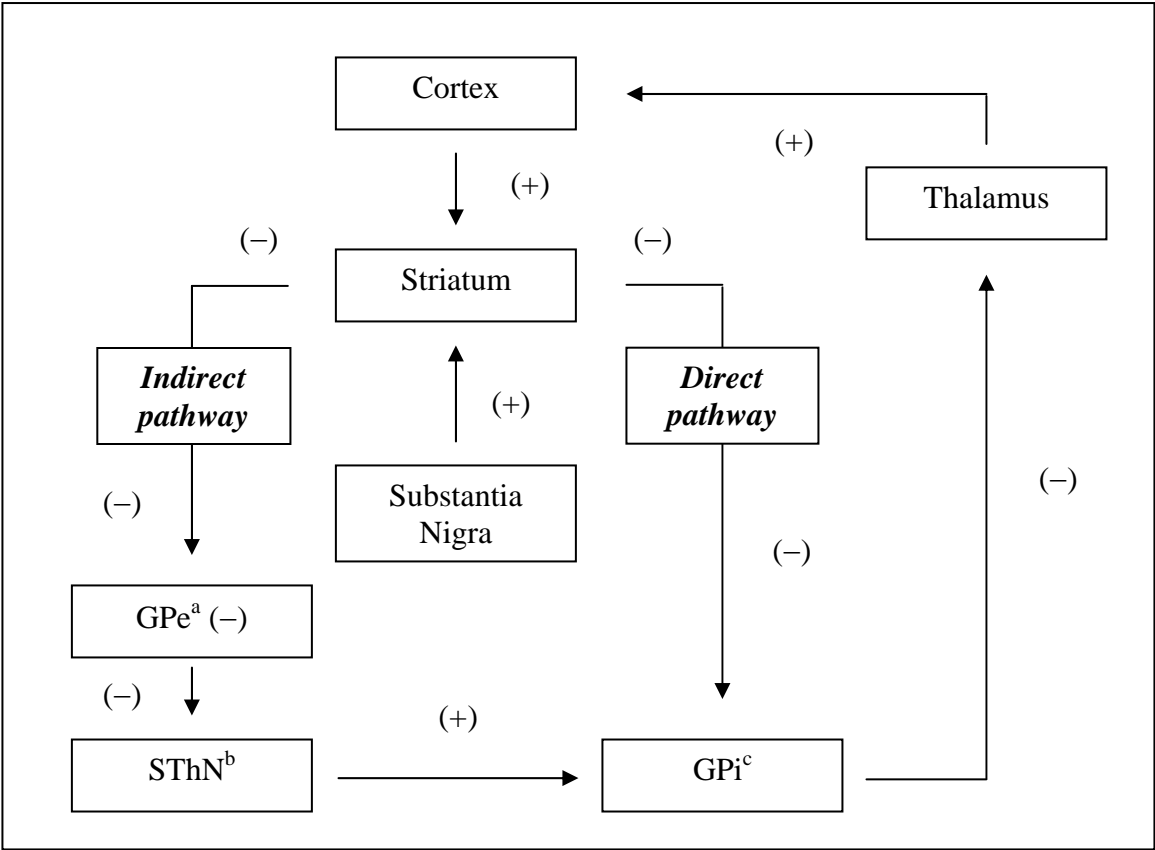 Cortex
(+)
(+)
Thalamus
(–)
Striatum
(–)
Indirect
pathway
(+)
Direct
pathway
(–)
Substantia
Nigra
(–)
(–)
GPeᵃ (–)
(–)
(+)
SThNᵇ
GPiᶜ